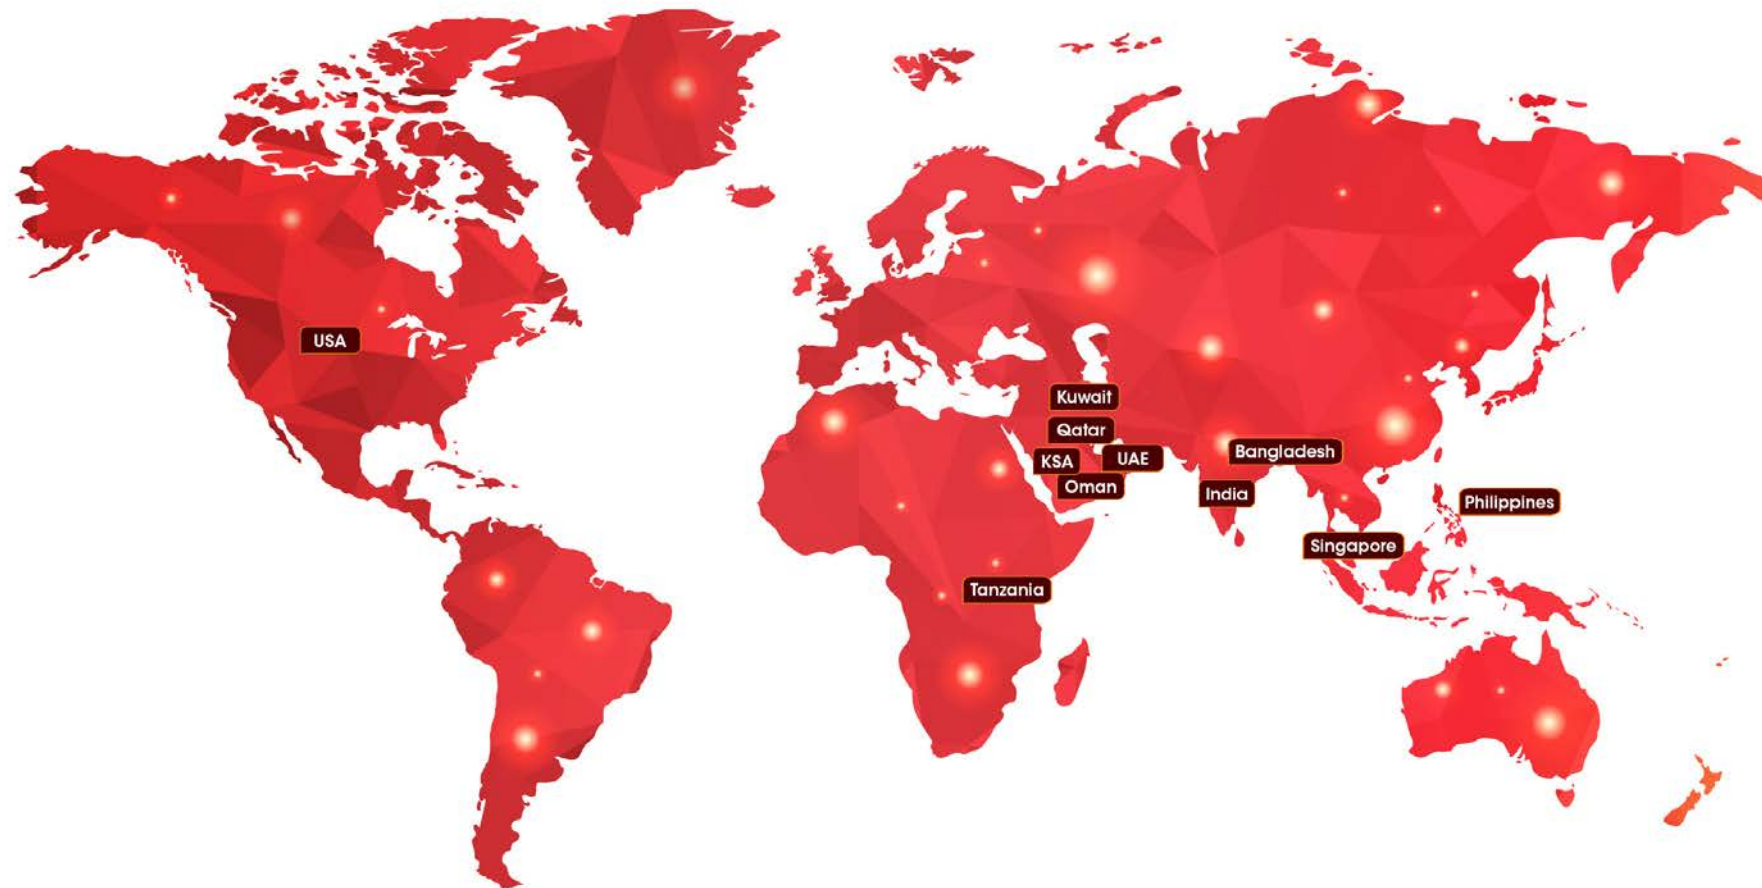 USA
Kuwait
Qatar
KSA
UAE
Oman
Bangladesh
India
Philippines
Singapore
Tanzania